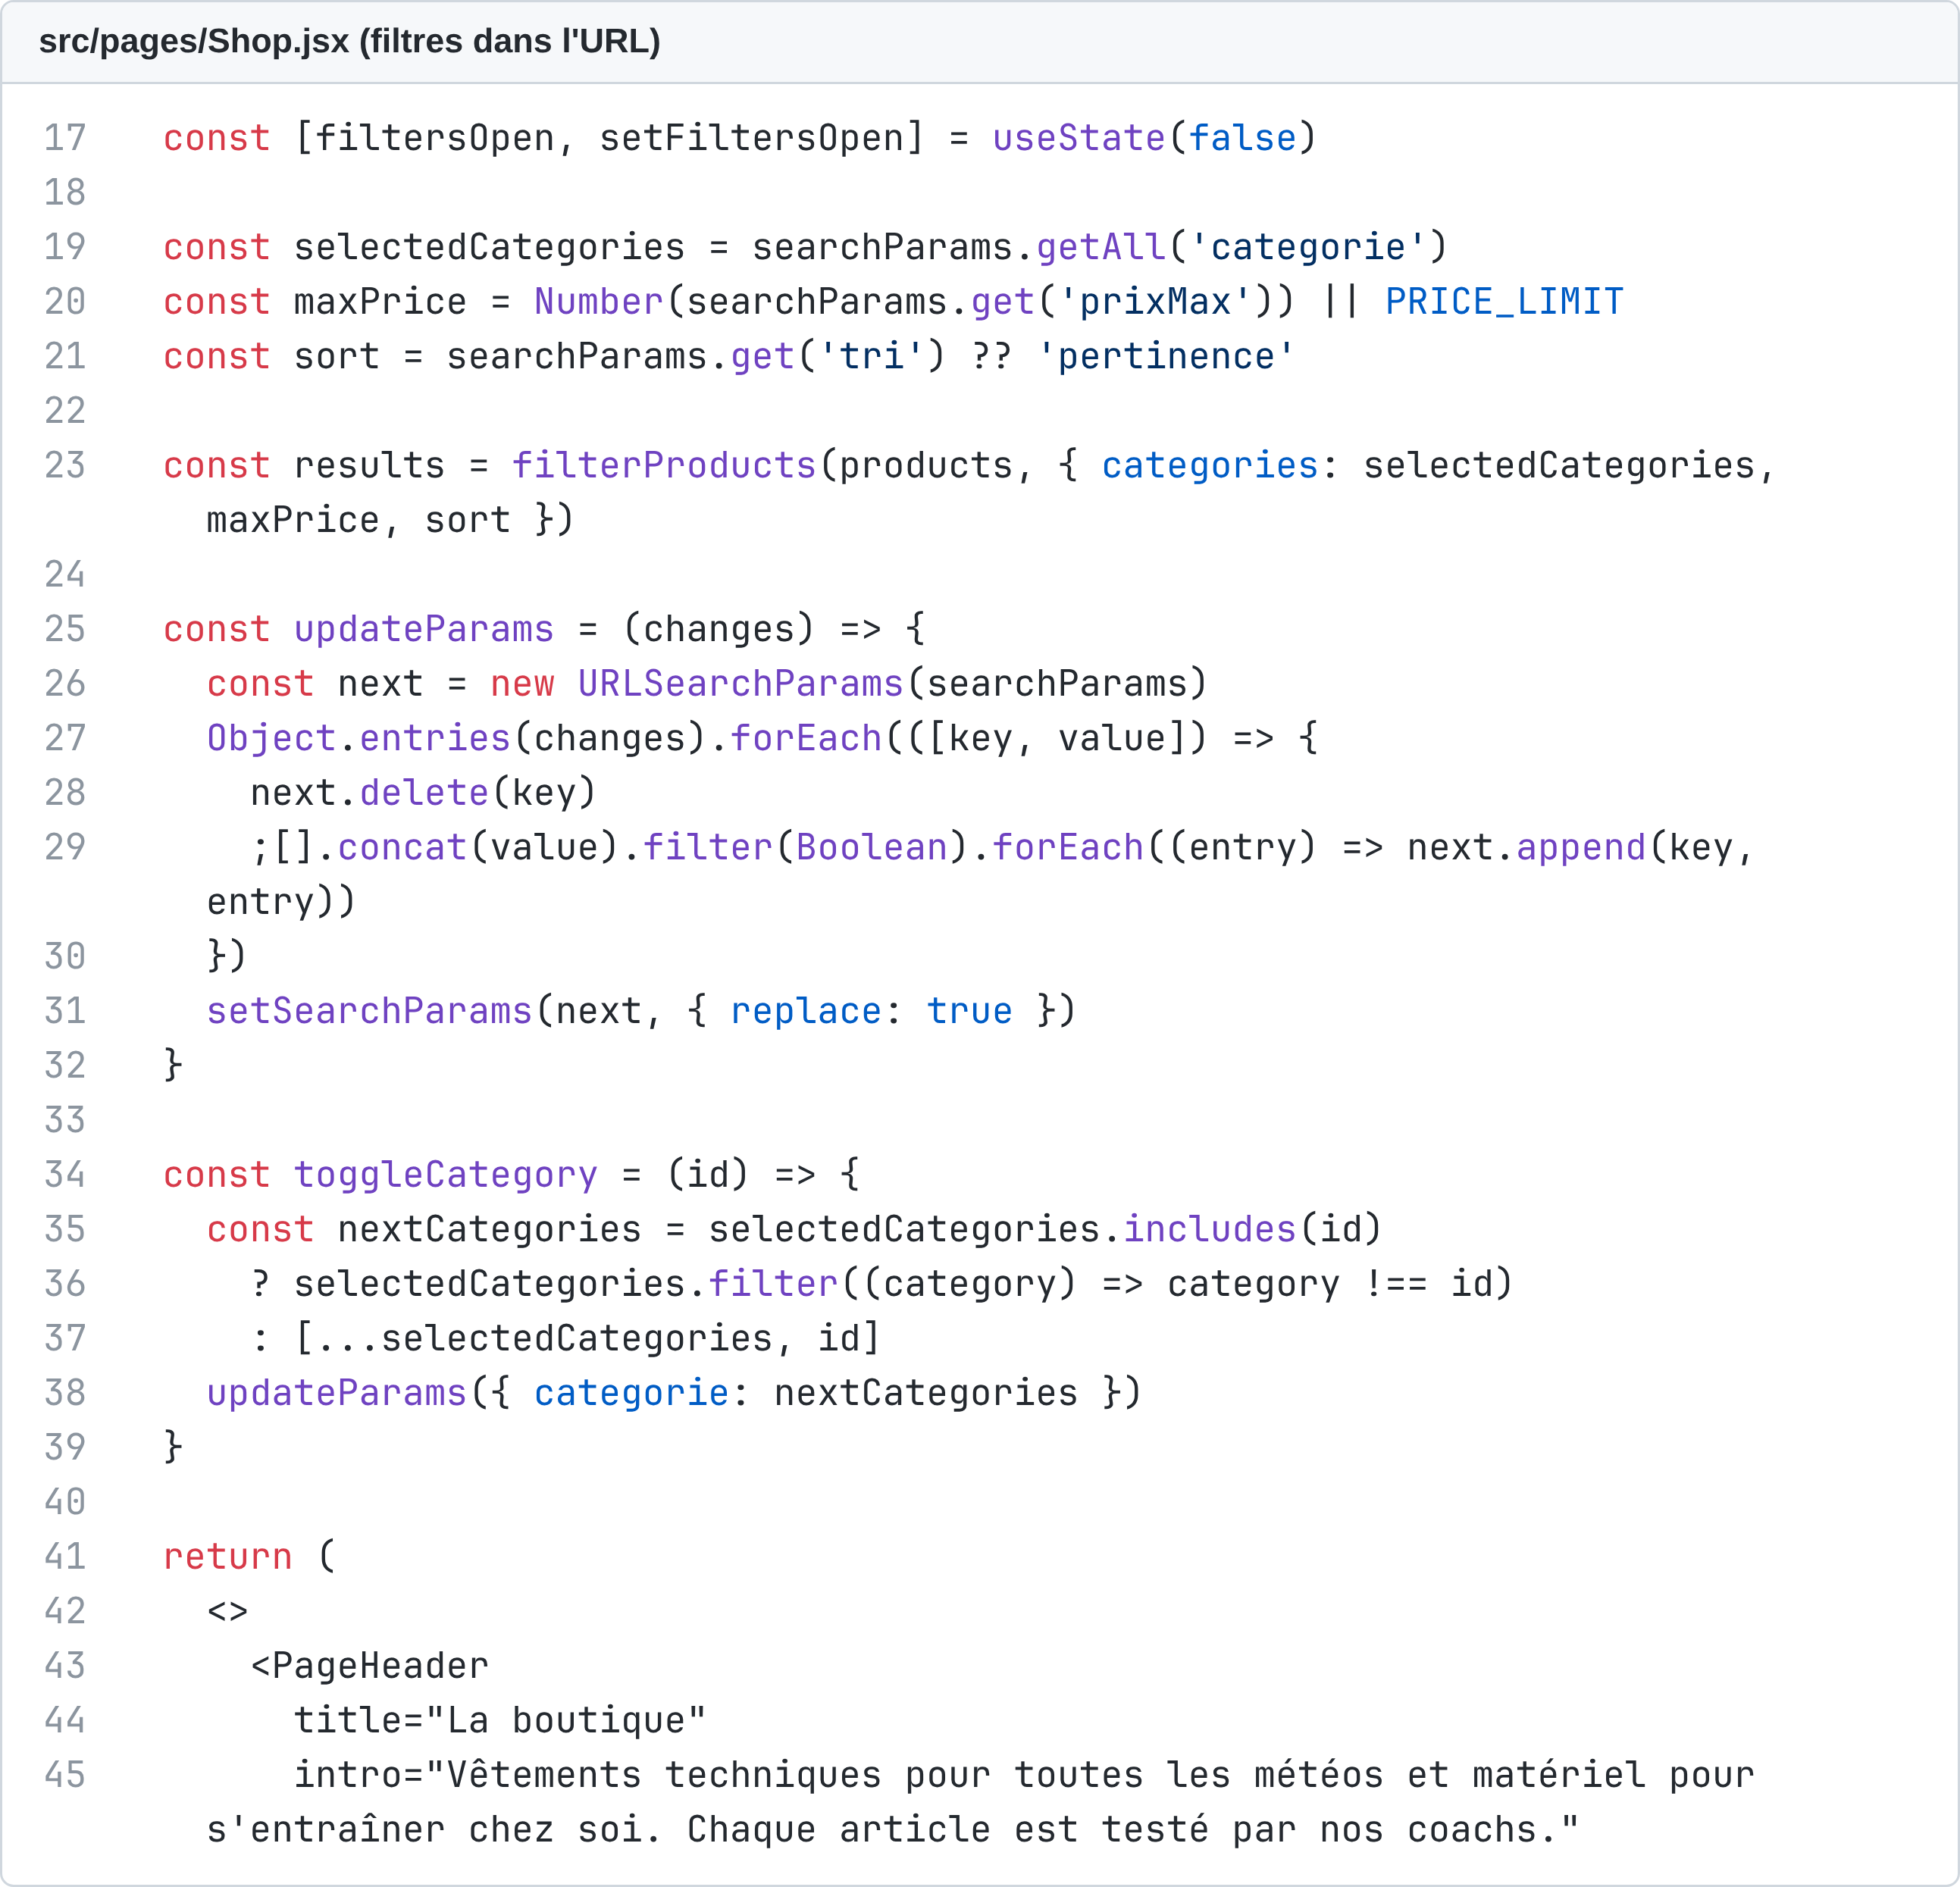 src/pages/Shop.jsx (filtres dans l'URL)
17 const [filtersOpen, setFiltersOpen] = useState(false)
18
19 const selectedCategories = searchParams.getAll('categorie')
20 const maxPrice = Number(searchParams.get('prixMax')) || PRICE_LIMIT
21 const sort = searchParams.get('tri') ?? 'pertinence'
22
23 const results = filterProducts(products, { categories: selectedCategories,
maxPrice, sort })
24
25 const updateParams = (changes) => {
26 const next = new URLSearchParams(searchParams)
27 Object.entries(changes).forEach(([key, value]) => {
28 next.delete(key)
29 ;[].concat(value).filter(Boolean).forEach((entry) => next.append(key,
entry))
30 })
31 setSearchParams(next, { replace: true })
32 }
33
34 const toggleCategory = (id) => {
35 const nextCategories = selectedCategories.includes(id)
36 ? selectedCategories.filter((category) => category !== id)
37 : [...selectedCategories, id]
38 updateParams({ categorie: nextCategories })
39 }
40
41 return (
42 <>
43 <PageHeader
44 title="La boutique"
45 intro="Vêtements techniques pour toutes les météos et matériel pour
s'entraîner chez soi. Chaque article est testé par nos coachs."